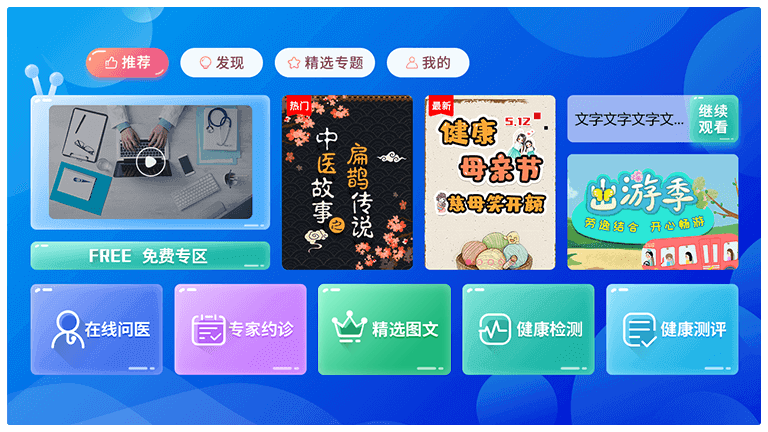 推荐
发现
精选专题
我的
热门
中医故事之
扁鹊传说
最新
5.12
健康
母亲节
慈母笑开颜
文字文字文字文...
继续
观看
出游季
劳逸结合 开心畅游
FREE 免费专区
在线问医
专家约诊
精选图文
健康检测
健康测评